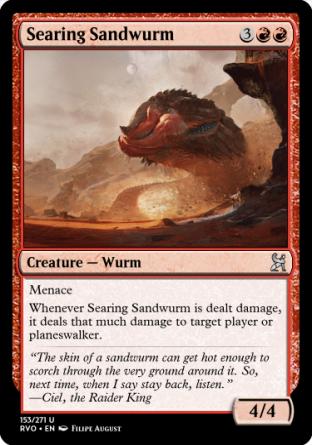 Searing Sandwurm 3
Creature — Wurm
Menace
Whenever Searing Sandwurm is dealt damage,
it deals that much damage to target player or
planeswalker.
“The skin of a sandwurm can get hot enough to
scorch through the very ground around it. So,
next time, when I say stay back, listen.”
—Ciel, the Raider King
4/4
153/271 U
RVO • EN Filipe August